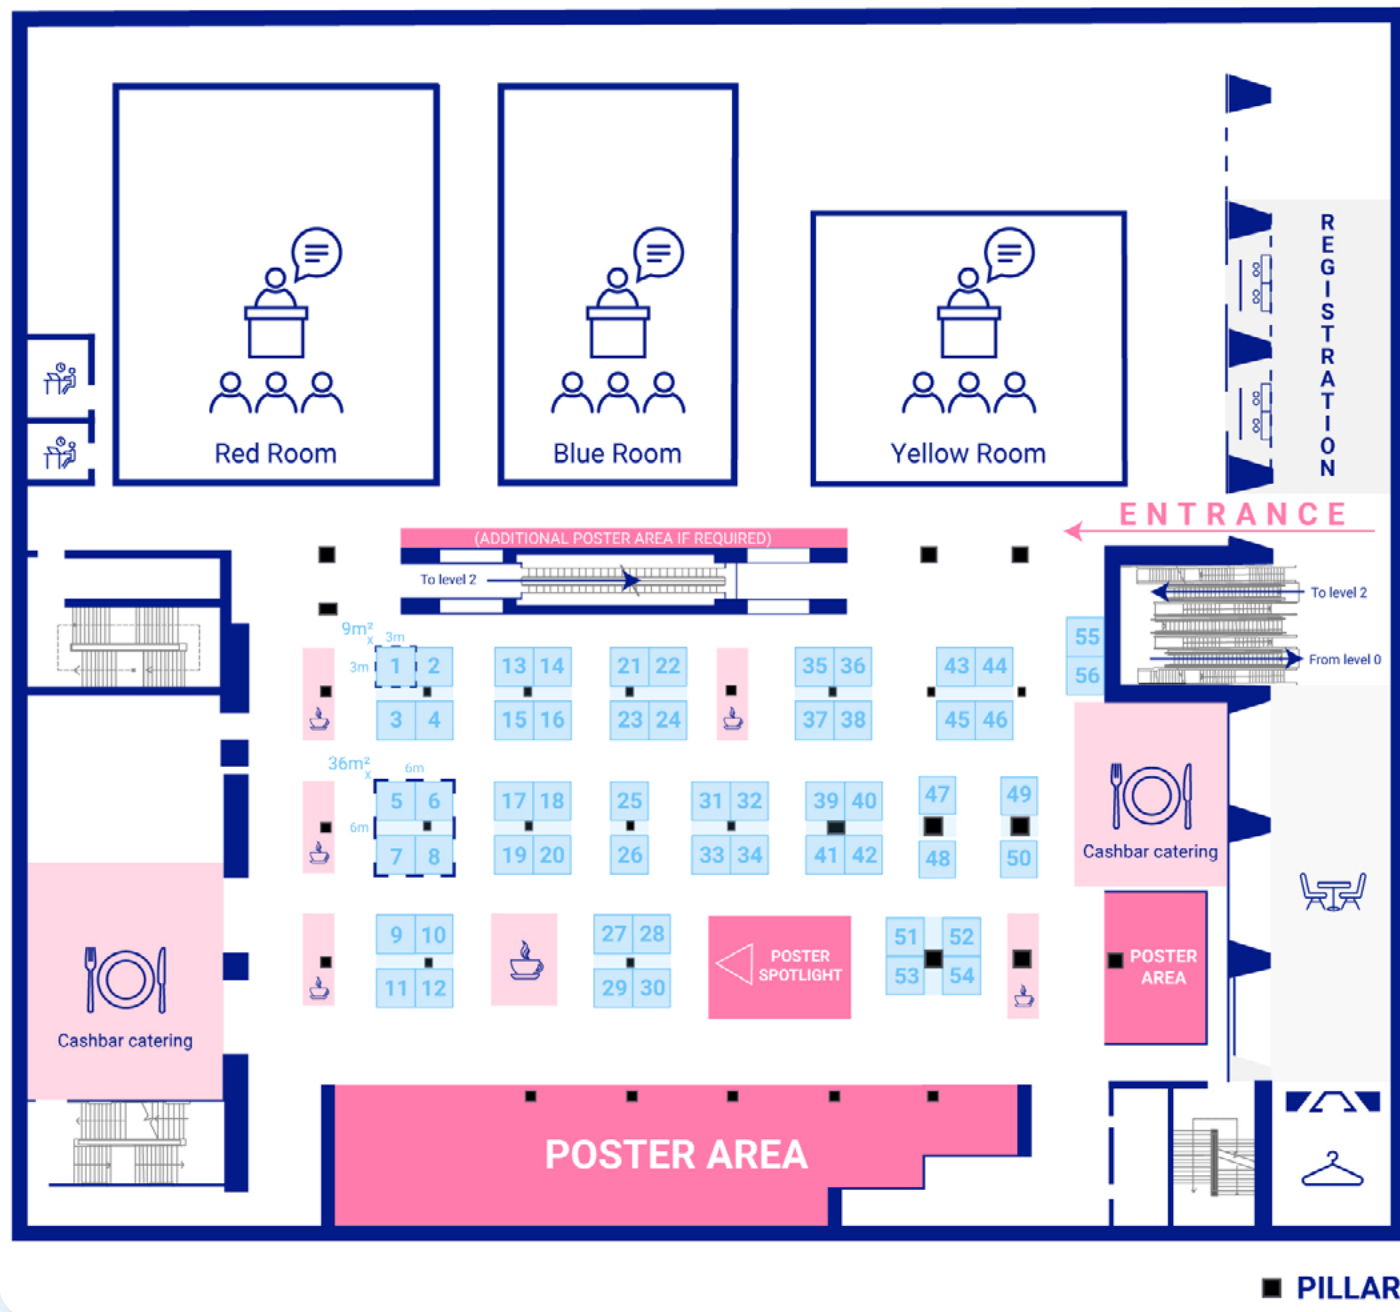 R
E
G
I
S
T
R
A
T
I
O
N
Red Room
Blue Room
Yellow Room
ENTRANCE
(ADDITIONAL POSTER AREA IF REQUIRED)
To level 2
To level 2
From level 0
9m²
x
3m
3m
1 2
13 14
21 22
35 36
43 44
55
56
3 4
15 16
23 24
37 38
45 46
36m²
x
6m
6m
5 6
17 18
25
31 32
39 40
47
49
7 8
19 20
26
33 34
41 42
48
50
Cashbar catering
9 10
27 28
51 52
11 12
29 30
53 54
POSTER
SPOTLIGHT
POSTER
AREA
Cashbar catering
POSTER AREA
PILLAR